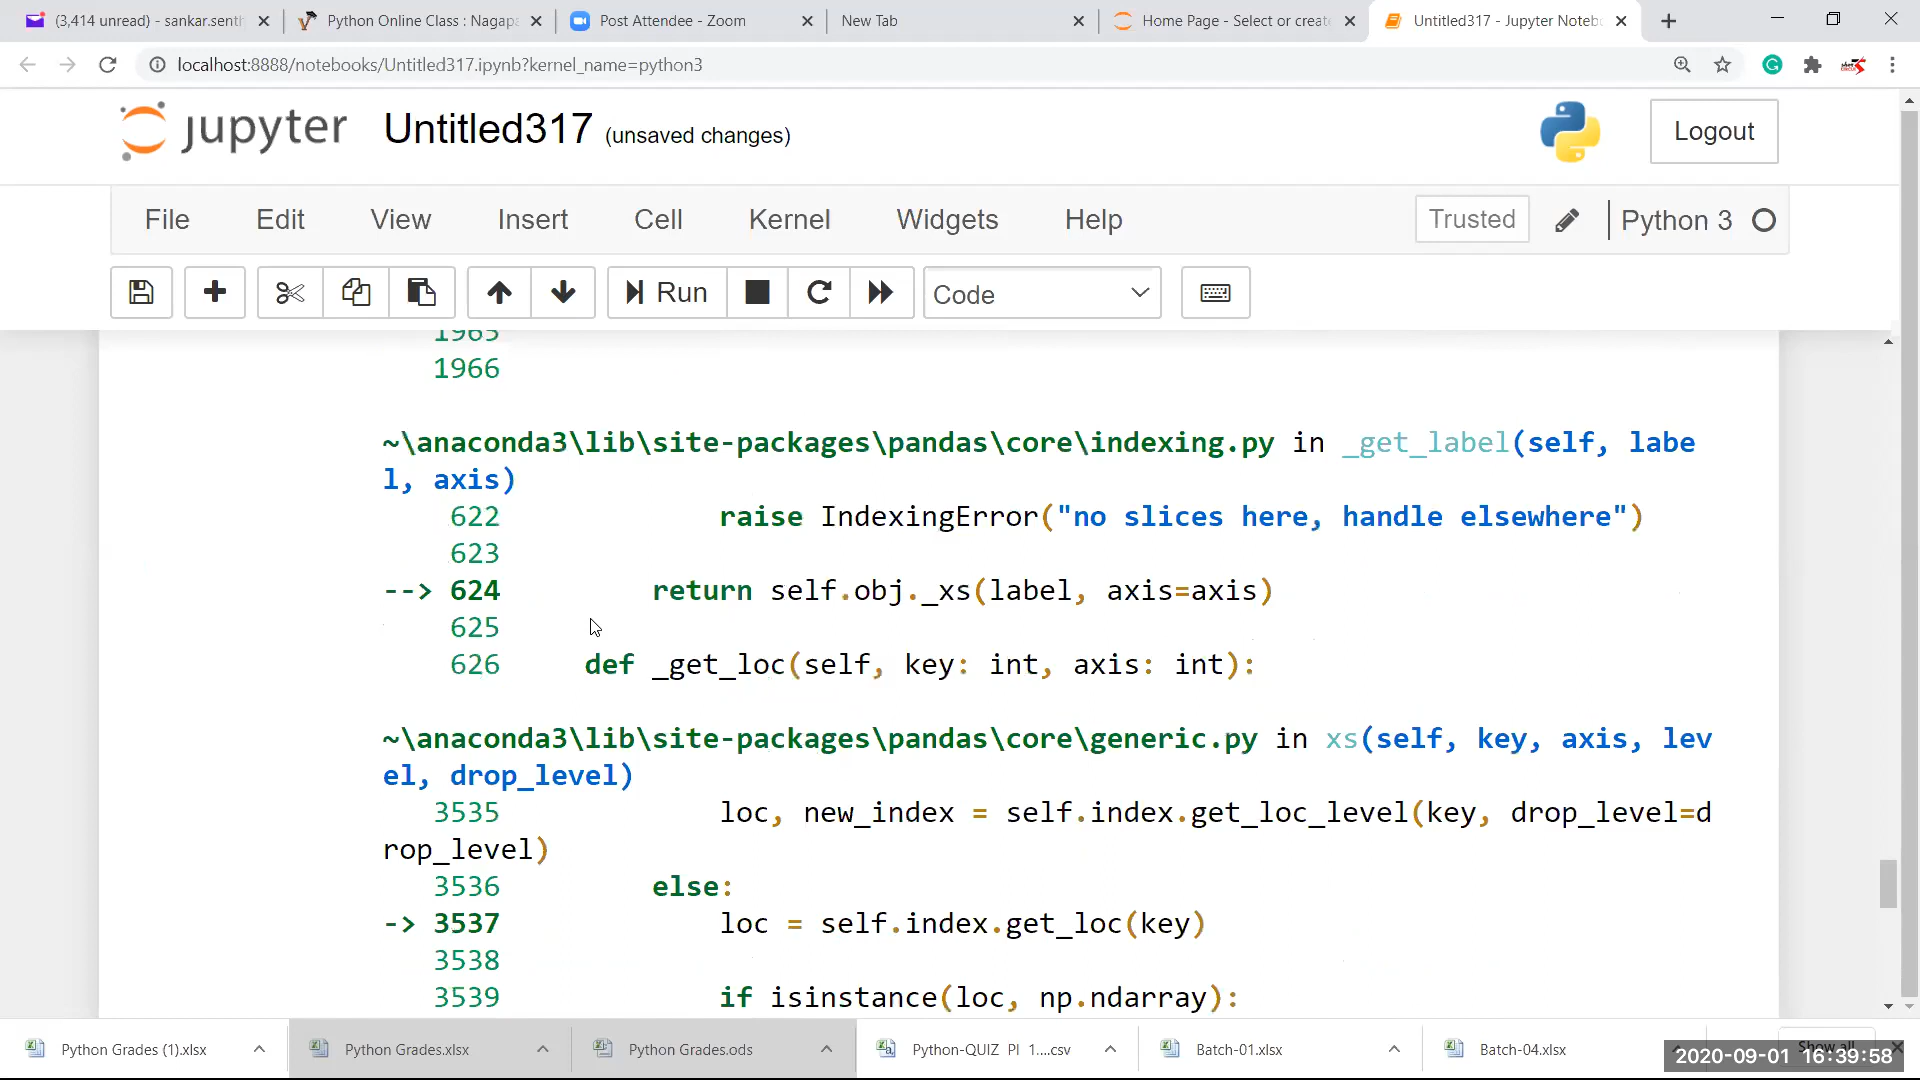 (3,414 unread) - sankar.senth
Python Online Class : Nagapa
Post Attendee - Zoom
New Tab
Home Page - Select or create
Untitled317 - Jupyter Noteb
localhost:8888/notebooks/Untitled317.ipynb?kernel_name=python3
jupyter Untitled317 (unsaved changes)
Logout
File Edit View Insert Cell Kernel Widgets Help
Trusted
Python 3
Run
Code
1965
1966
~\anaconda3\lib\site-packages\pandas\core\indexing.py in _get_label(self, labe
l, axis)
622 raise IndexingError("no slices here, handle elsewhere")
623
--> 624 return self.obj._xs(label, axis=axis)
625
626 def _get_loc(self, key: int, axis: int):
~\anaconda3\lib\site-packages\pandas\core\generic.py in xs(self, key, axis, lev
el, drop_level)
3535 loc, new_index = self.index.get_loc_level(key, drop_level=d
rop_level)
3536 else:
-> 3537 loc = self.index.get_loc(key)
3538
3539 if isinstance(loc, np.ndarray):
Python Grades (1).xlsx
Python Grades.xlsx
Python Grades.ods
Python-QUIZ PI 1....csv
Batch-01.xlsx
Batch-04.xlsx
Show all
2020-09-01 16:39:58